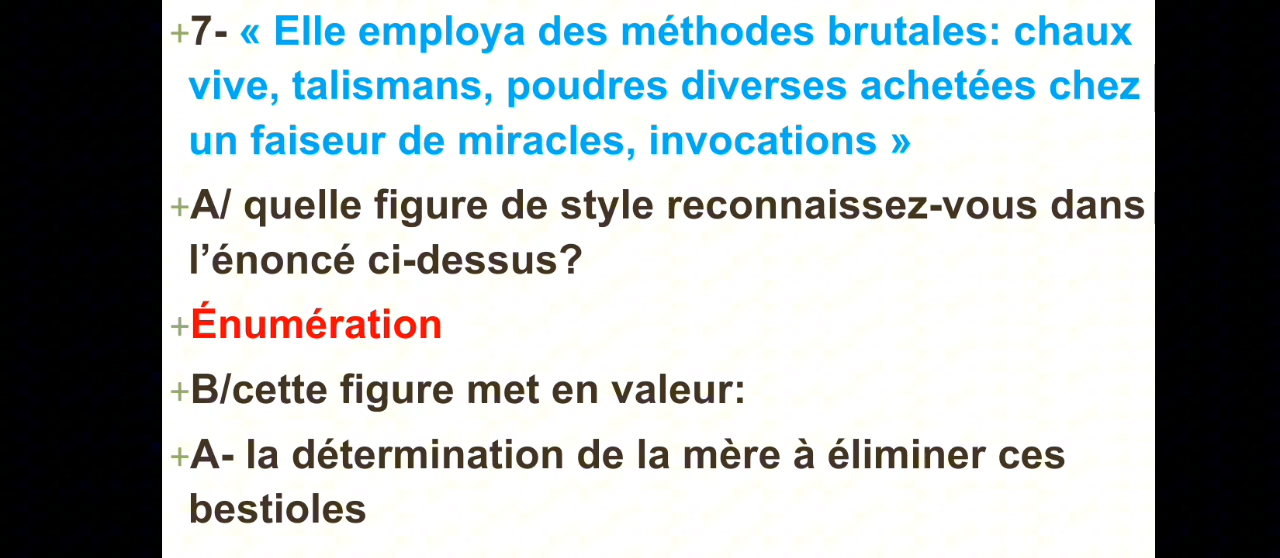 +7- « Elle employa des méthodes brutales: chaux
vive, talismans, poudres diverses achetées chez
un faiseur de miracles, invocations »
+A/ quelle figure de style reconnaissez-vous dans
l’énoncé ci-dessus?
+Énumération
+B/cette figure met en valeur:
+A- la détermination de la mère à éliminer ces
bestioles